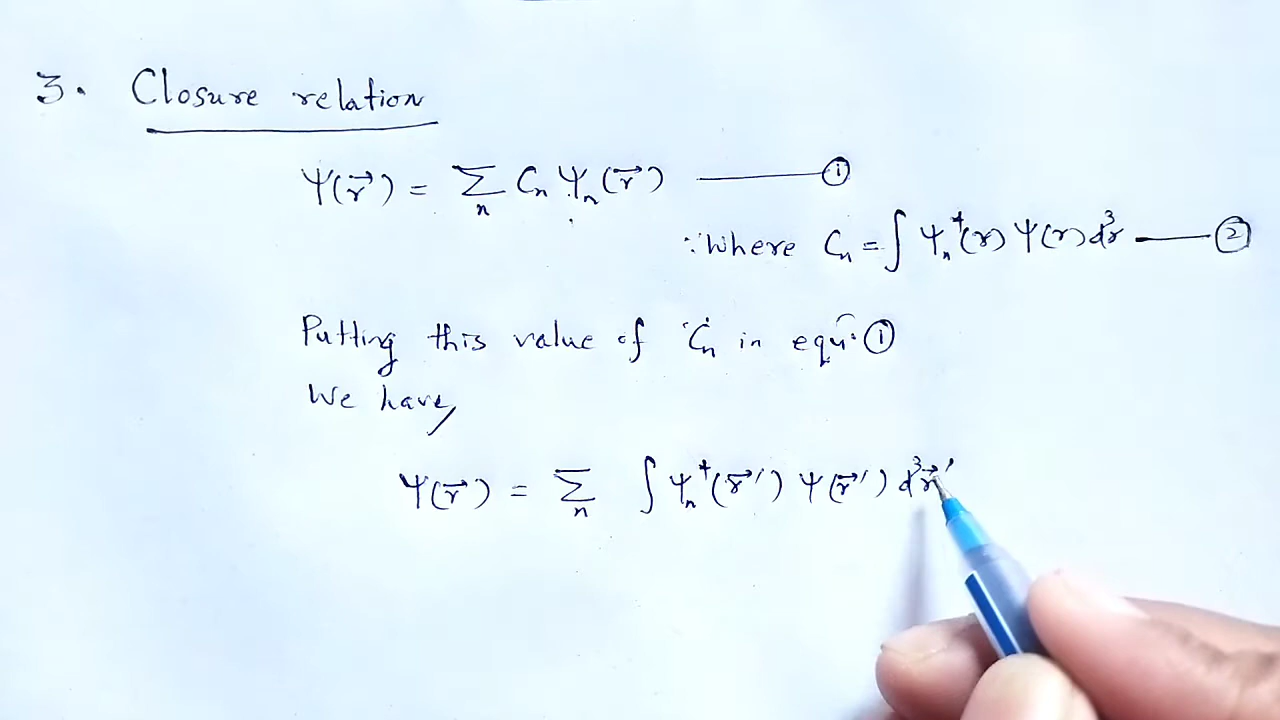 3. Closure relation
Ψ(r⃗) = Σₙ Cₙ Ψₙ(r⃗) —— ①
∵ Where Cₙ = ∫ Ψₙ⁺(r) Ψ(r) d³r —— ②
Putting this value of 'Cₙ' in equⁿ. ①
We have,
Ψ(r⃗) = Σₙ ∫ Ψₙ⁺(r⃗′) Ψ(r⃗′) d³r⃗′